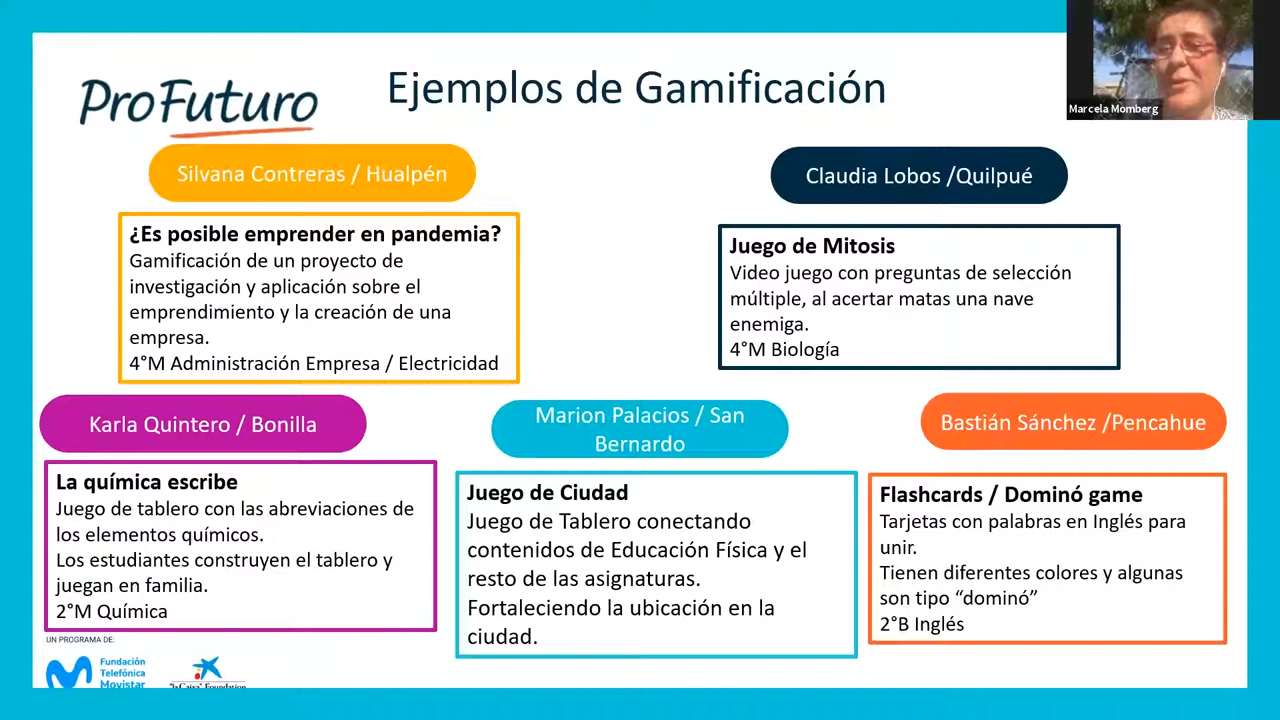 ProFuturo
Ejemplos de Gamificación
Marcela Momberg
Silvana Contreras / Hualpén
¿Es posible emprender en pandemia?
Gamificación de un proyecto de
investigación y aplicación sobre el
emprendimiento y la creación de una
empresa.
4°M Administración Empresa / Electricidad
Claudia Lobos /Quilpué
Juego de Mitosis
Video juego con preguntas de selección
múltiple, al acertar matas una nave
enemiga.
4°M Biología
Karla Quintero / Bonilla
La química escribe
Juego de tablero con las abreviaciones de
los elementos químicos.
Los estudiantes construyen el tablero y
juegan en familia.
2°M Química
Marion Palacios / San
Bernardo
Juego de Ciudad
Juego de Tablero conectando
contenidos de Educación Física y el
resto de las asignaturas.
Fortaleciendo la ubicación en la
ciudad.
Bastián Sánchez /Pencahue
Flashcards / Dominó game
Tarjetas con palabras en Inglés para
unir.
Tienen diferentes colores y algunas
son tipo “dominó”
2°B Inglés
UN PROGRAMA DE:
Fundación
Telefónica
Movistar
"la Caixa" Foundation